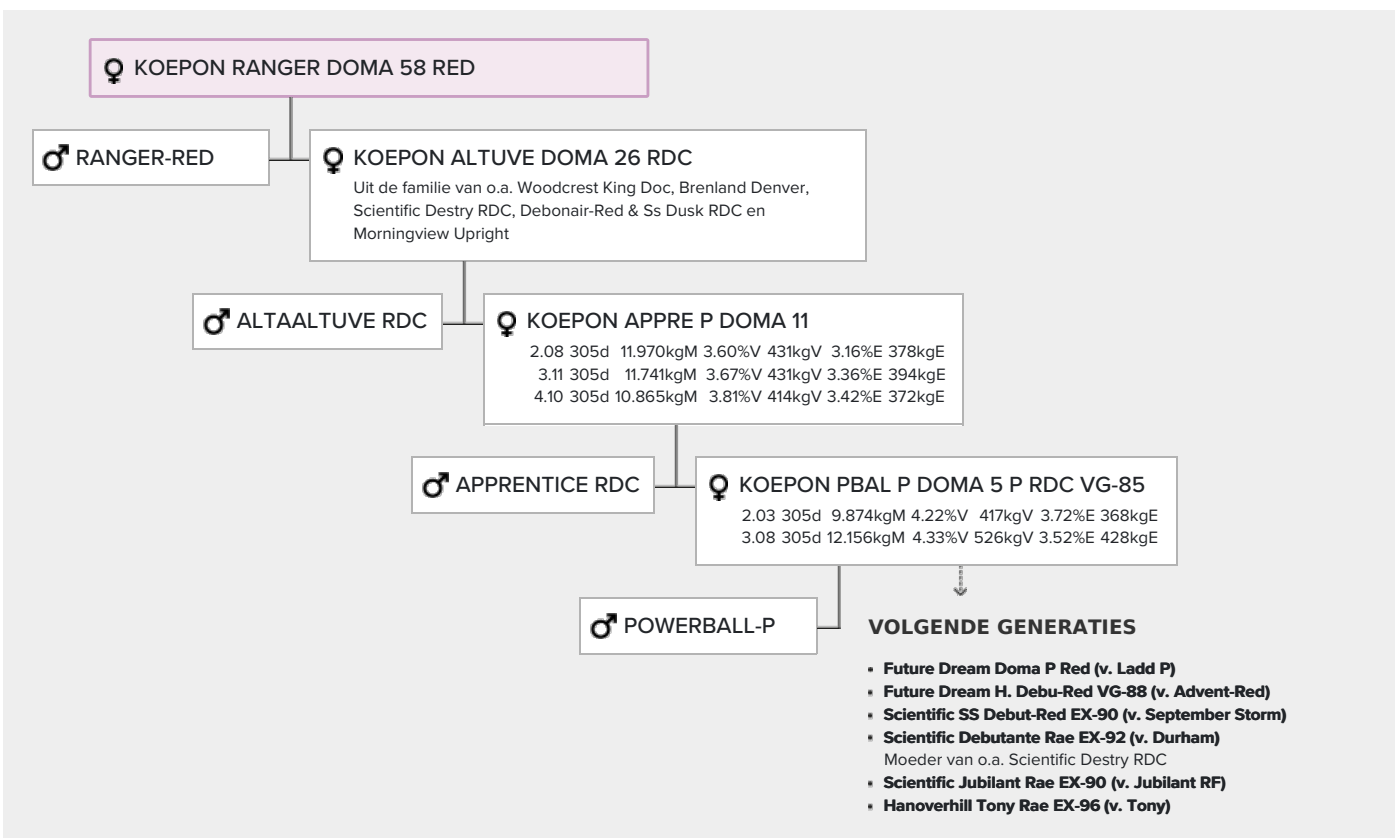 KOEPON RANGER DOMA 58 RED
RANGER-RED
KOEPON ALTUVE DOMA 26 RDC
Uit de familie van o.a. Woodcrest King Doc, Brenland Denver,
Scientific Destry RDC, Debonair-Red & Ss Dusk RDC en
Morningview Upright
ALTAALTUVE RDC
KOEPON APPRE P DOMA 11
2.08 305d 11.970kgM 3.60%V 431kgV 3.16%E 378kgE
3.11 305d 11.741kgM 3.67%V 431kgV 3.36%E 394kgE
4.10 305d 10.865kgM 3.81%V 414kgV 3.42%E 372kgE
APPRENTICE RDC
KOEPON PBAL P DOMA 5 P RDC VG-85
2.03 305d 9.874kgM 4.22%V 417kgV 3.72%E 368kgE
3.08 305d 12.156kgM 4.33%V 526kgV 3.52%E 428kgE
POWERBALL-P
VOLGENDE GENERATIES
▪ Future Dream Doma P Red (v. Ladd P)
▪ Future Dream H. Debu-Red VG-88 (v. Advent-Red)
▪ Scientific SS Debut-Red EX-90 (v. September Storm)
▪ Scientific Debutante Rae EX-92 (v. Durham)
Moeder van o.a. Scientific Destry RDC
▪ Scientific Jubilant Rae EX-90 (v. Jubilant RF)
▪ Hanoverhill Tony Rae EX-96 (v. Tony)